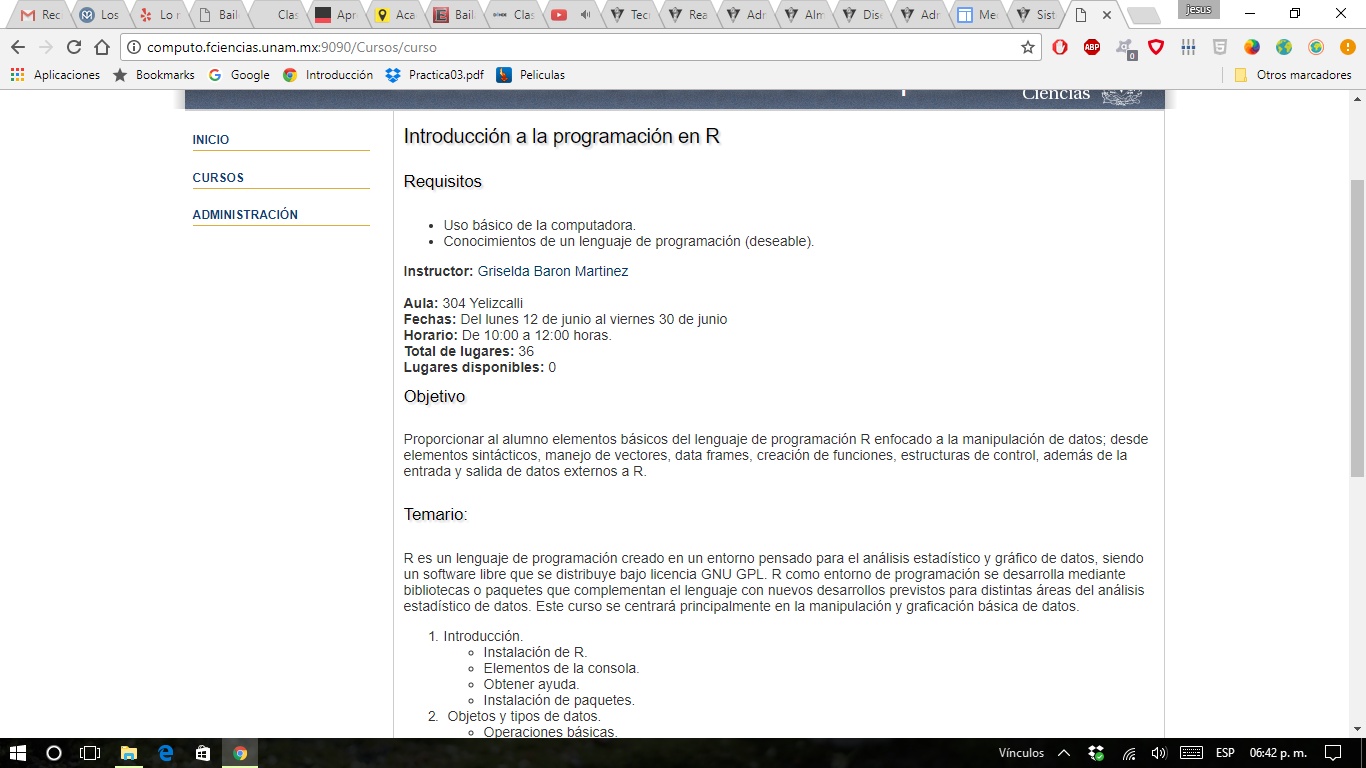 Rec
Los
Lo r
Bail
Clas
Apr
Aca
Bail
Clas
Tecr
Rea
Adr
Alm
Dis
Adr
Me
Sist
jesus
computo.fciencias.unam.mx:9090/Cursos/curso
ABP
0
Aplicaciones
Bookmarks
Google
Introducción
Practica03.pdf
Peliculas
Otros marcadores
Ciencias
INICIO
CURSOS
ADMINISTRACIÓN
Introducción a la programación en R
Requisitos
• Uso básico de la computadora.
• Conocimientos de un lenguaje de programación (deseable).
Instructor: Griselda Baron Martinez
Aula: 304 Yelizcalli
Fechas: Del lunes 12 de junio al viernes 30 de junio
Horario: De 10:00 a 12:00 horas.
Total de lugares: 36
Lugares disponibles: 0
Objetivo
Proporcionar al alumno elementos básicos del lenguaje de programación R enfocado a la manipulación de datos; desde
elementos sintácticos, manejo de vectores, data frames, creación de funciones, estructuras de control, además de la
entrada y salida de datos externos a R.
Temario:
R es un lenguaje de programación creado en un entorno pensado para el análisis estadístico y gráfico de datos, siendo
un software libre que se distribuye bajo licencia GNU GPL. R como entorno de programación se desarrolla mediante
bibliotecas o paquetes que complementan el lenguaje con nuevos desarrollos previstos para distintas áreas del análisis
estadístico de datos. Este curso se centrará principalmente en la manipulación y graficación básica de datos.
1. Introducción.
Instalación de R.
Elementos de la consola.
Obtener ayuda.
Instalación de paquetes.
2. Objetos y tipos de datos.
Operaciones básicas.
Vínculos
ESP
06:42 p. m.